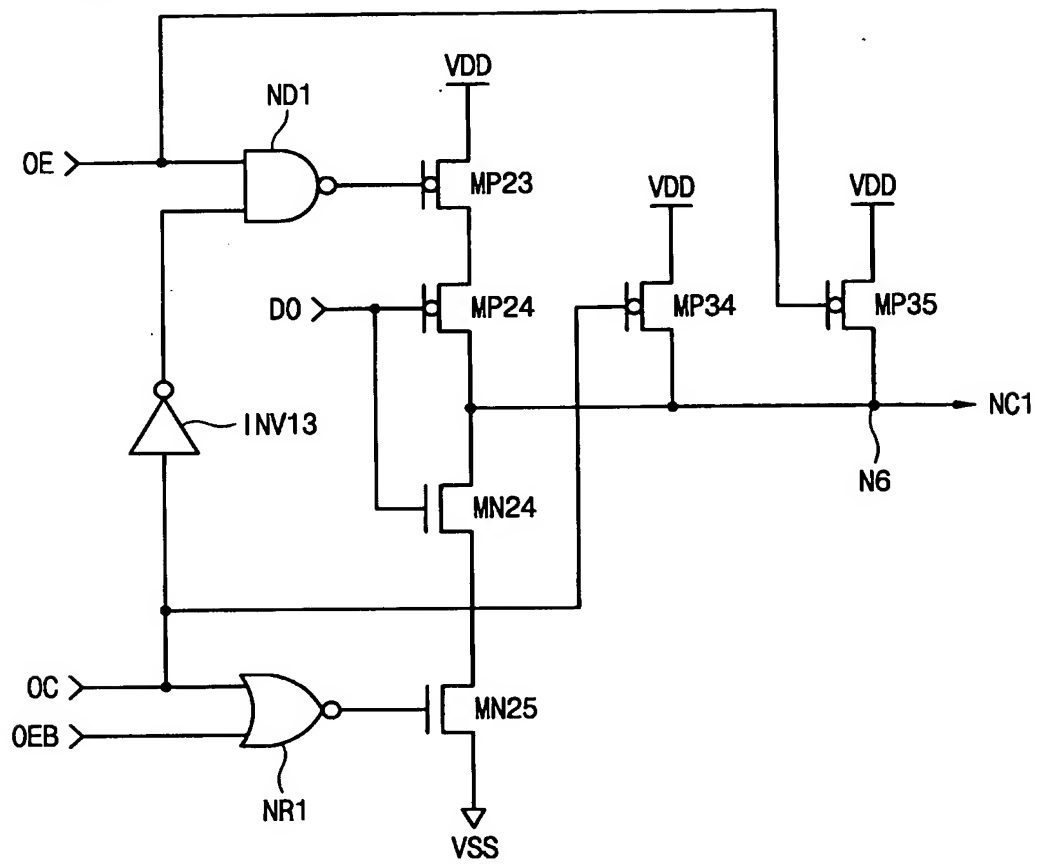 VDD
ND1
OE
MP23
VDD
VDD
DO
MP24
MP34
MP35
INV13
NC1
N6
MN24
OC
MN25
OEB
NR1
VSS